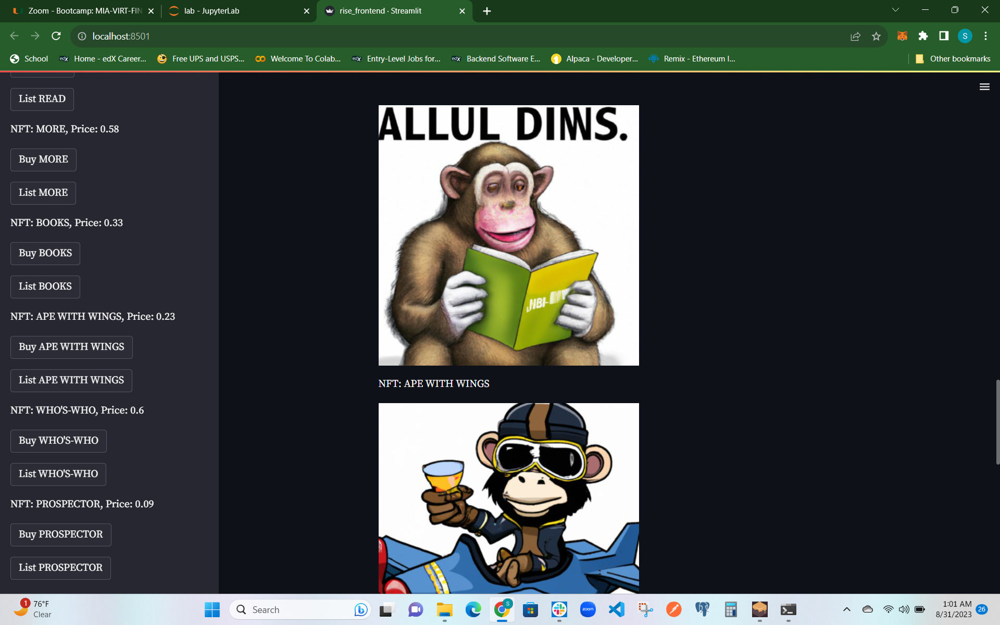 Zoom - Bootcamp: MIA-VIRT-FIN
lab - JupyterLab
rise_frontend · Streamlit
localhost:8501
S
School
edX
Home - edX Career...
Free UPS and USPS...
Welcome To Colab...
edX
Entry-Level Jobs for...
edX
Backend Software E...
Alpaca - Developer...
Remix - Ethereum I...
Other bookmarks
List READ
NFT: MORE, Price: 0.58
Buy MORE
List MORE
NFT: BOOKS, Price: 0.33
Buy BOOKS
List BOOKS
NFT: APE WITH WINGS, Price: 0.23
Buy APE WITH WINGS
List APE WITH WINGS
NFT: WHO'S-WHO, Price: 0.6
Buy WHO'S-WHO
List WHO'S-WHO
NFT: PROSPECTOR, Price: 0.09
Buy PROSPECTOR
List PROSPECTOR
ALLUL
NFT: APE WITH WINGS
1
76°F
Clear
Search
S
zoom
1:01 AM
8/31/2023
26